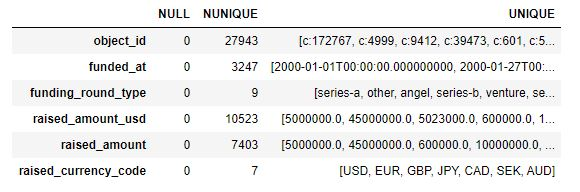 NULL NUNIQUE UNIQUE
object_id 0 27943 [c:172767, c:4999, c:9412, c:39473, c:601, c:5...
funded_at 0 3247 [2000-01-01T00:00:00.000000000, 2000-01-27T00:...
funding_round_type 0 9 [series-a, other, angel, series-b, venture, se...
raised_amount_usd 0 10523 [5000000.0, 45000000.0, 5023000.0, 600000.0, 1...
raised_amount 0 7403 [5000000.0, 45000000.0, 600000.0, 10000000.0, ...
raised_currency_code 0 7 [USD, EUR, GBP, JPY, CAD, SEK, AUD]